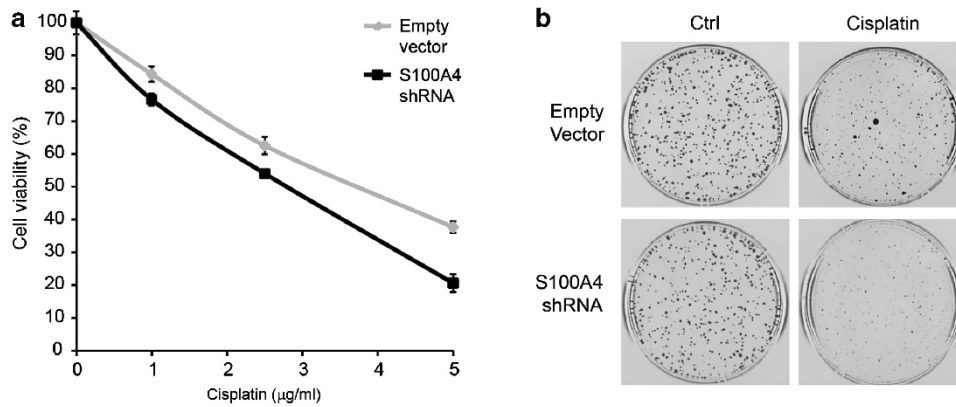 a
100
90
80
70
60
50
40
30
20
10
0
Cell viability (%)
0
1
2
3
4
5
Cisplatin (μg/ml)
Empty
vector
S100A4
shRNA
b
Ctrl
Cisplatin
Empty
Vector
S100A4
shRNA